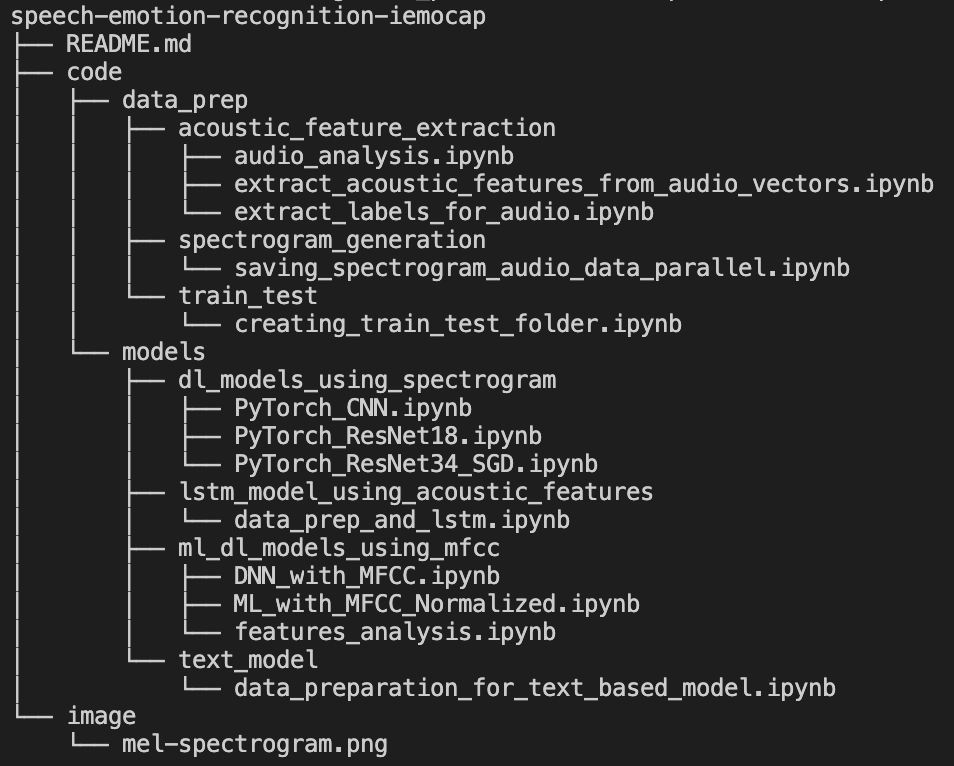 speech-emotion-recognition-iemocap
├── README.md
├── code
│   ├── data_prep
│   │   ├── acoustic_feature_extraction
│   │   │   ├── audio_analysis.ipynb
│   │   │   ├── extract_acoustic_features_from_audio_vectors.ipynb
│   │   │   └── extract_labels_for_audio.ipynb
│   │   ├── spectrogram_generation
│   │   │   └── saving_spectrogram_audio_data_parallel.ipynb
│   │   └── train_test
│   │       └── creating_train_test_folder.ipynb
│   └── models
│       ├── dl_models_using_spectrogram
│       │   ├── PyTorch_CNN.ipynb
│       │   ├── PyTorch_ResNet18.ipynb
│       │   └── PyTorch_ResNet34_SGD.ipynb
│       ├── lstm_model_using_acoustic_features
│       │   └── data_prep_and_lstm.ipynb
│       ├── ml_dl_models_using_mfcc
│       │   ├── DNN_with_MFCC.ipynb
│       │   ├── ML_with_MFCC_Normalized.ipynb
│       │   └── features_analysis.ipynb
│       └── text_model
│           └── data_preparation_for_text_based_model.ipynb
└── image
    └── mel-spectrogram.png